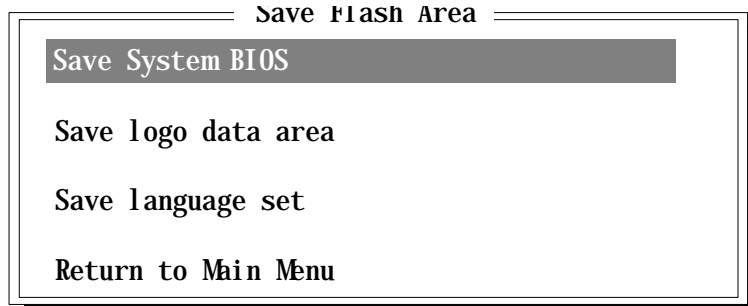 Save Flash Area
Save System BIOS
Save logo data area
Save language set
Return to Main Menu